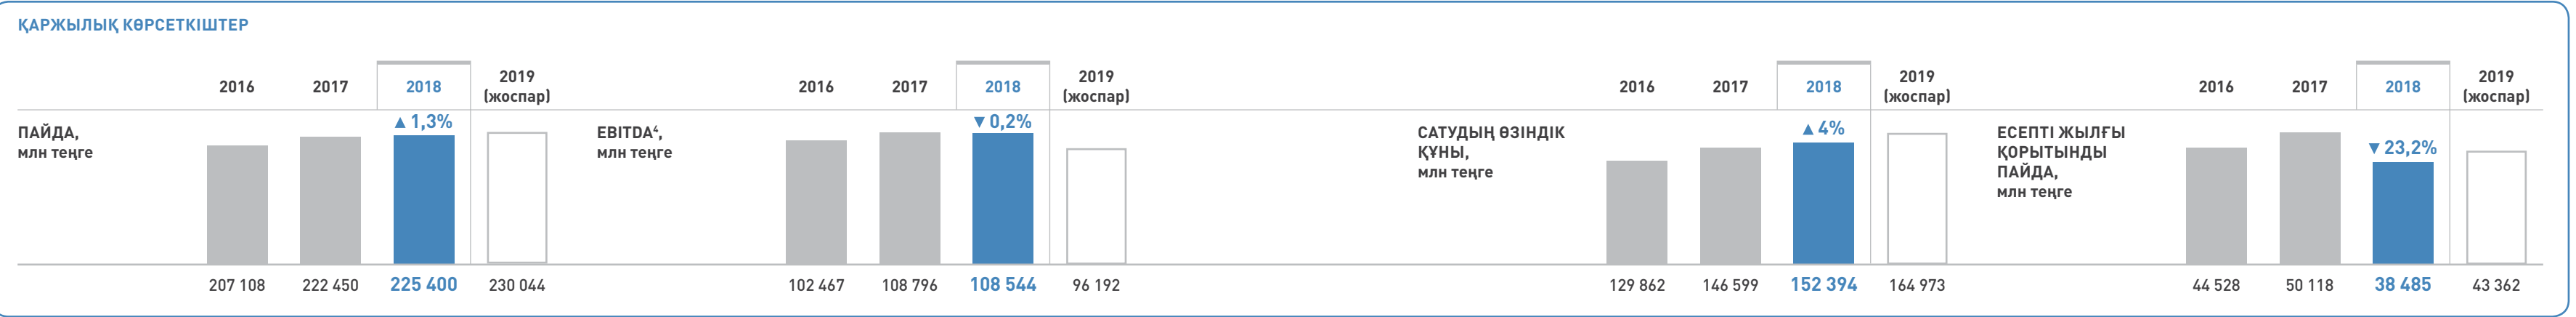 ҚАРЖЫЛЫҚ КӨРСЕТКІШТЕР
ПАЙДА,
млн теңге
2016
2017
2018
2019
(жоспар)
▲ 1,3%
207 108
222 450
225 400
230 044
EBITDA⁴,
млн теңге
2016
2017
2018
2019
(жоспар)
▼ 0,2%
102 467
108 796
108 544
96 192
САТУДЫҢ ӨЗІНДІК
ҚҰНЫ,
млн теңге
2016
2017
2018
2019
(жоспар)
▲ 4%
129 862
146 599
152 394
164 973
ЕСЕПТІ ЖЫЛҒЫ
ҚОРЫТЫНДЫ
ПАЙДА,
млн теңге
2016
2017
2018
2019
(жоспар)
▼ 23,2%
44 528
50 118
38 485
43 362